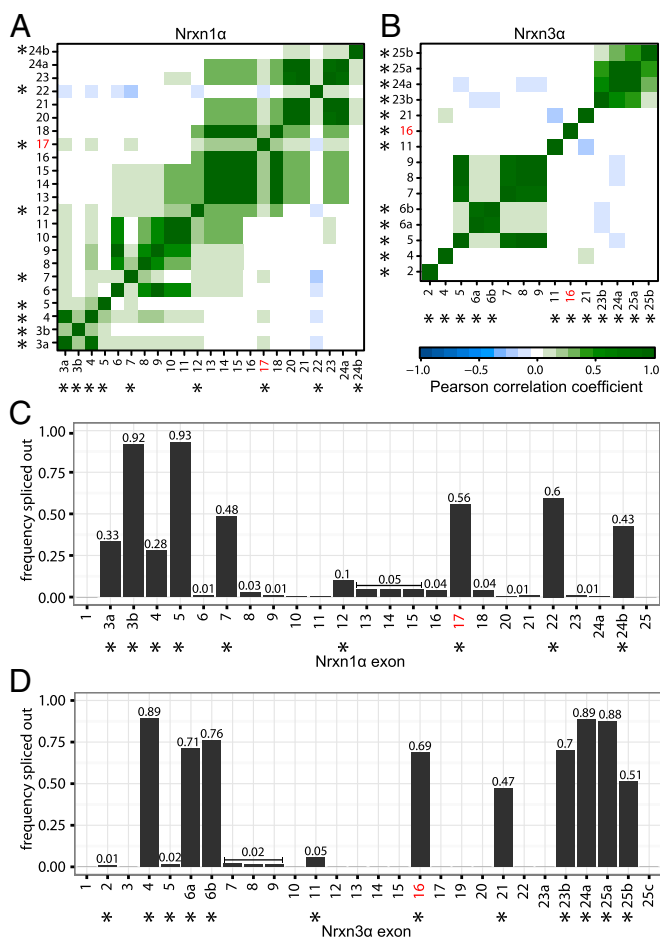 A
Nrxn1α
*24b
24a
23
*22
21
20
18
*17
16
15
14
13
*12
11
10
9
8
*7
6
*5
*4
*3b
*3a
3a 3b 4 5 6 7 8 9 10 11 12 13 14 15 16 17 18 20 21 22 23 24a 24b
* * * * * * * * *
B
Nrxn3α
*25b
*25a
*24a
*23b
*21
*16
*11
9
8
7
*6b
*6a
*5
*4
*2
2 4 5 6a 6b 7 8 9 11 16 21 23b 24a 25a 25b
* * * * * * * * * * * *
−1.0 -0.5 0.0 0.5 1.0
Pearson correlation coefficient
C
frequency spliced out
1.00
0.75
0.50
0.25
0.00
0.33 0.92 0.28 0.93 0.01 0.48 0.03 0.01 0.1 0.05 0.04 0.56 0.04 0.01 0.6 0.01 0.43
1 3a 3b 4 5 6 7 8 9 10 11 12 13 14 15 16 17 18 20 21 22 23 24a 24b 25
* * * * * * * * *
Nrxn1α exon
D
frequency spliced out
1.00
0.75
0.50
0.25
0.00
0.01 0.89 0.02 0.71 0.76 0.02 0.05 0.69 0.47 0.7 0.89 0.88 0.51
1 2 3 4 5 6a 6b 7 8 9 10 11 12 13 14 15 16 17 19 20 21 22 23a 23b 24a 25a 25b 25c
* * * * * * * * * * * *
Nrxn3α exon